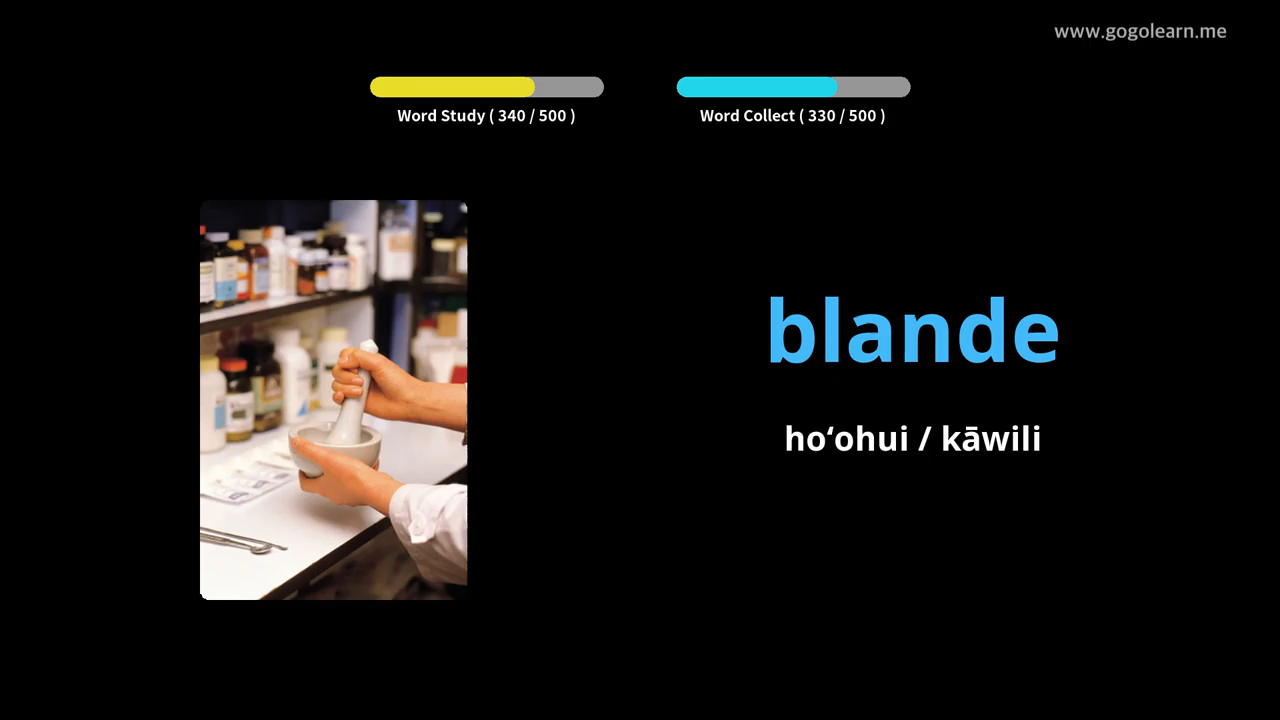 www.gogolearn.me
Word Study ( 340 / 500 )
Word Collect ( 330 / 500 )
blande
hoʻohui / kāwili